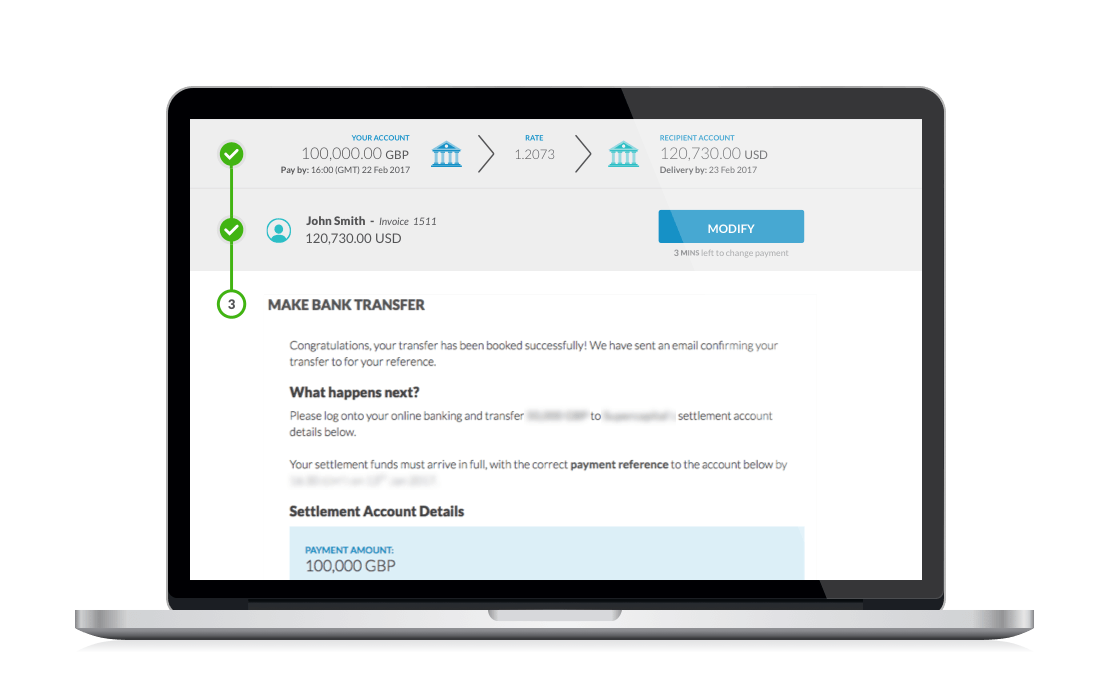 YOUR ACCOUNT
100,000.00 GBP
Pay by: 16:00 (GMT) 22 Feb 2017
RATE
1.2073
RECIPIENT ACCOUNT
120,730.00 USD
Delivery by: 23 Feb 2017
John Smith - Invoice 1511
120,730.00 USD
MODIFY
3 MINS left to change payment
3
MAKE BANK TRANSFER
Congratulations, your transfer has been booked successfully! We have sent an email confirming your
transfer to for your reference.
What happens next?
Please log onto your online banking and transfer to settlement account
details below.
Your settlement funds must arrive in full, with the correct payment reference to the account below by
Settlement Account Details
PAYMENT AMOUNT:
100,000 GBP